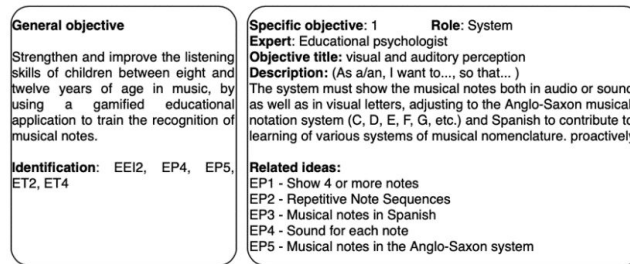 General objective
Strengthen and improve the listening
skills of children between eight and
twelve years of age in music, by
using a gamified educational
application to train the recognition of
musical notes.
Identification: EEI2, EP4, EP5,
ET2, ET4
Specific objective: 1 Role: System
Expert: Educational psychologist
Objective title: visual and auditory perception
Description: (As a/an, I want to..., so that... )
The system must show the musical notes both in audio or sound
as well as in visual letters, adjusting to the Anglo-Saxon musical
notation system (C, D, E, F, G, etc.) and Spanish to contribute to
learning of various systems of musical nomenclature. proactively
Related ideas:
EP1 - Show 4 or more notes
EP2 - Repetitive Note Sequences
EP3 - Musical notes in Spanish
EP4 - Sound for each note
EP5 - Musical notes in the Anglo-Saxon system